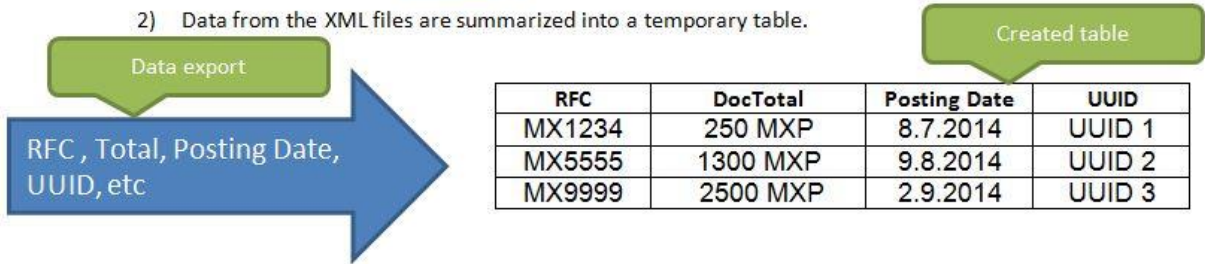 2) Data from the XML files are summarized into a temporary table.
Created table
Data export
RFC , Total, Posting Date,
UUID, etc
RFC DocTotal Posting Date UUID
MX1234 250 MXP 8.7.2014 UUID 1
MX5555 1300 MXP 9.8.2014 UUID 2
MX9999 2500 MXP 2.9.2014 UUID 3